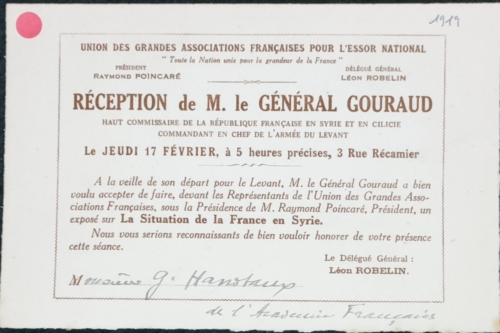 1919
UNION DES GRANDES ASSOCIATIONS FRANÇAISES POUR L'ESSOR NATIONAL
" Toute la Nation unie pour la grandeur de la France "
PRÉSIDENT
RAYMOND POINCARÉ
DÉLÉGUÉ GÉNÉRAL
LÉON ROBELIN
RÉCEPTION de M. le GÉNÉRAL GOURAUD
HAUT COMMISSAIRE DE LA RÉPUBLIQUE FRANÇAISE EN SYRIE ET EN CILICIE
COMMANDANT EN CHEF DE L'ARMÉE DU LEVANT
Le JEUDI 17 FÉVRIER, à 5 heures précises, 3 Rue Récamier
A la veille de son départ pour le Levant, M. le Général Gouraud a bien
voulu accepter de faire, devant les Représentants de l'Union des Grandes Asso-
ciations Françaises, sous la Présidence de M. Raymond Poincaré, Président, un
exposé sur La Situation de la France en Syrie.
Nous vous serions reconnaissants de bien vouloir honorer de votre présence
cette séance.
Le Délégué Général :
LÉON ROBELIN.
Monsieur G. Hanotaux
de l'Académie Française